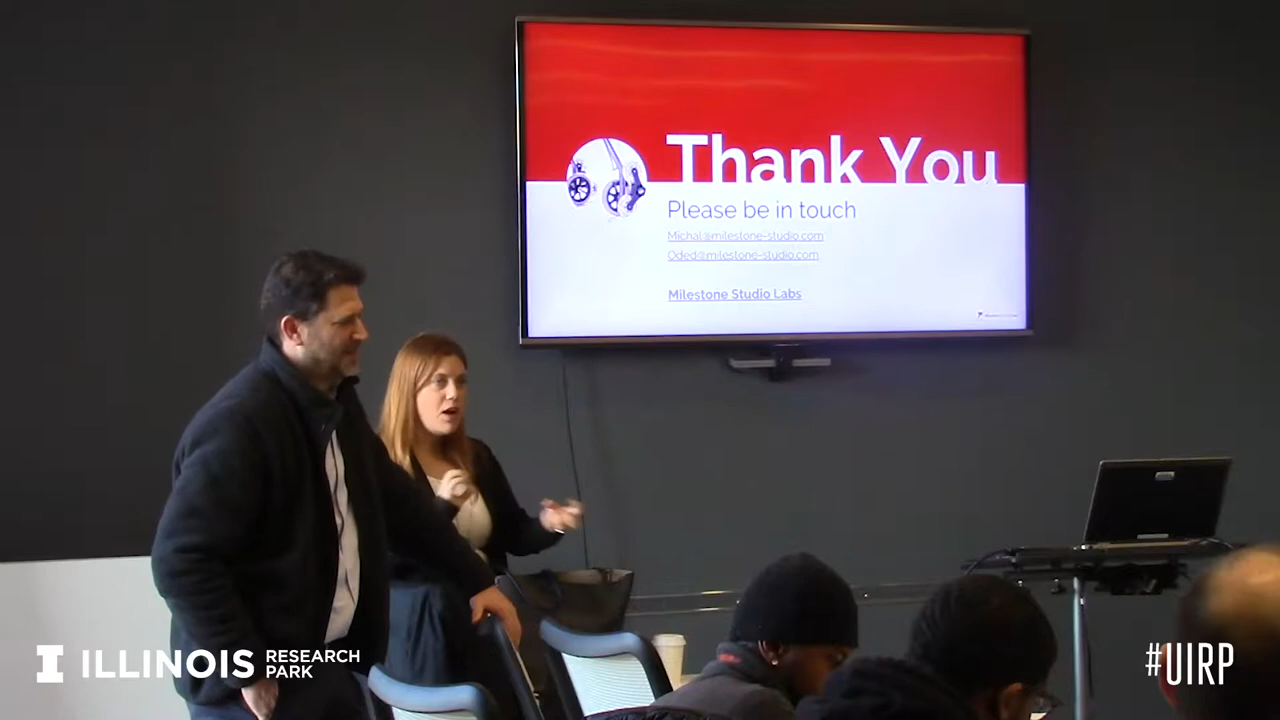 Thank You
Please be in touch
Michal@milestone-studio.com
Oded@milestone-studio.com
Milestone Studio Labs
I ILLINOIS RESEARCH PARK
#UIRP